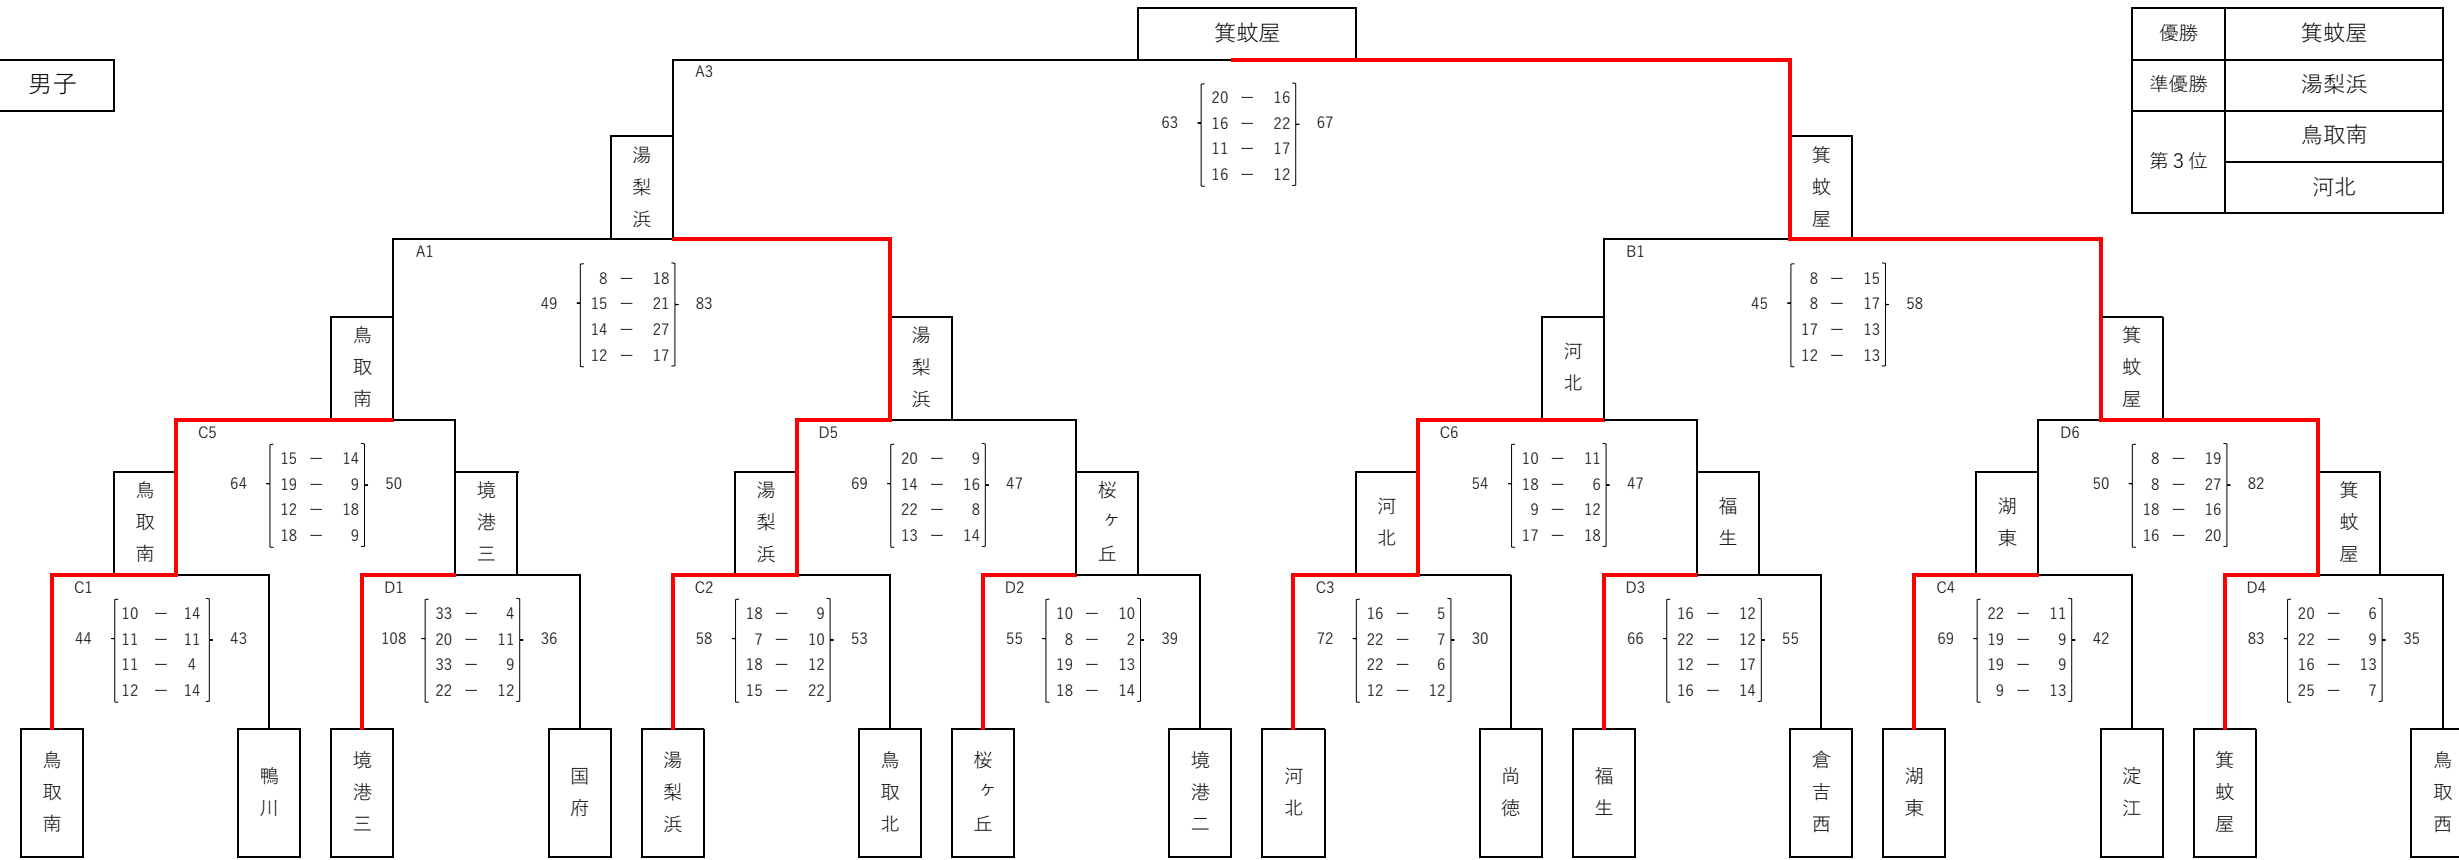 箕蚊屋
優勝 箕蚊屋
男子
準優勝 湯梨浜
第3位 鳥取南
河北
A3
63 20 — 16 67
16 — 22
11 — 17
16 — 12
湯梨浜
箕蚊屋
A1
49 8 — 18 83
15 — 21
14 — 27
12 — 17
B1
45 8 — 15 58
8 — 17
17 — 13
12 — 13
鳥取南
湯梨浜
河北
箕蚊屋
C5
64 15 — 14 50
19 — 9
12 — 18
18 — 9
D5
69 20 — 9 47
14 — 16
22 — 8
13 — 14
C6
54 10 — 11 47
18 — 6
9 — 12
17 — 18
D6
50 8 — 19 82
8 — 27
18 — 16
16 — 20
鳥取南
境港三
湯梨浜
桜ヶ丘
河北
福生
湖東
箕蚊屋
C1
44 10 — 14 43
11 — 11
11 — 4
12 — 14
D1
108 33 — 4 36
20 — 11
33 — 9
22 — 12
C2
58 18 — 9 53
7 — 10
18 — 12
15 — 22
D2
55 10 — 10 39
8 — 2
19 — 13
18 — 14
C3
72 16 — 5 30
22 — 7
22 — 6
12 — 12
D3
66 16 — 12 55
22 — 12
12 — 17
16 — 14
C4
69 22 — 11 42
19 — 9
19 — 9
9 — 13
D4
83 20 — 6 35
22 — 9
16 — 13
25 — 7
鳥取南
鴨川
境港三
国府
湯梨浜
鳥取北
桜ヶ丘
境港二
河北
尚徳
福生
倉吉西
湖東
淀江
箕蚊屋
鳥取西